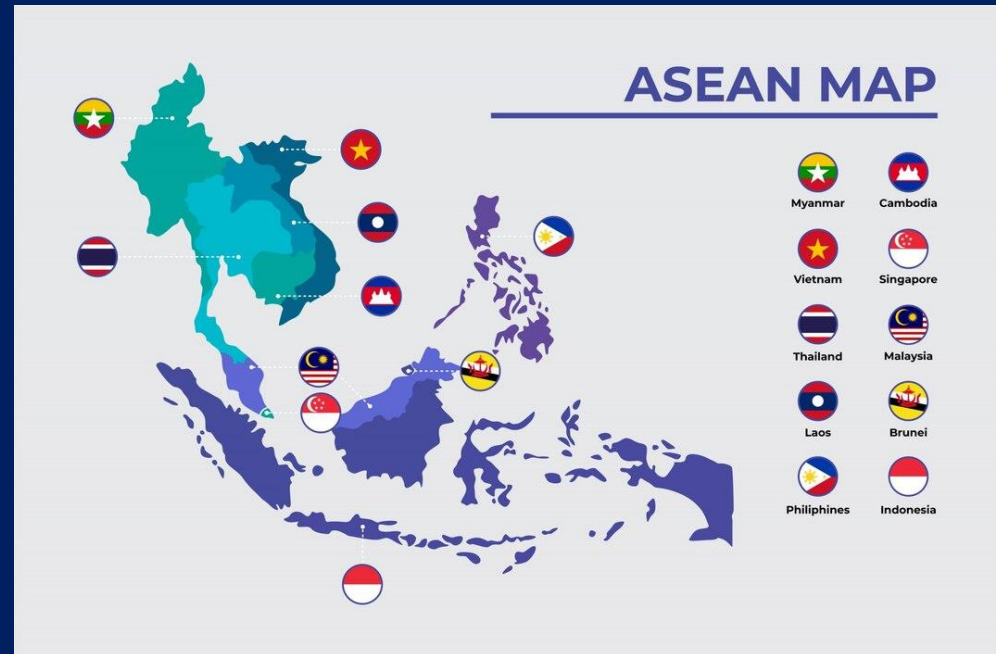 ASEAN MAP
Myanmar Cambodia
Vietnam Singapore
Thailand Malaysia
Laos Brunei
Philiphines Indonesia